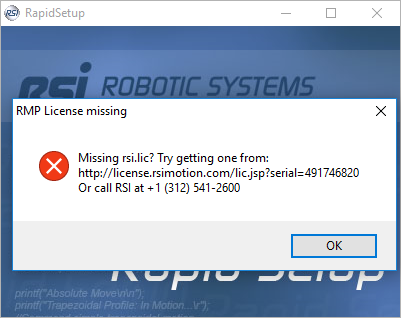 RSI RapidSetup
rsi ROBOTIC SYSTEMS
RMP License missing
Missing rsi.lic? Try getting one from:
http://license.rsimotion.com/lic.jsp?serial=491746820
Or call RSI at +1 (312) 541-2600
OK
Rapid Setup
printf("Absolute Move\n\n");
printf("Trapezoidal Profile: In Motion...\r");